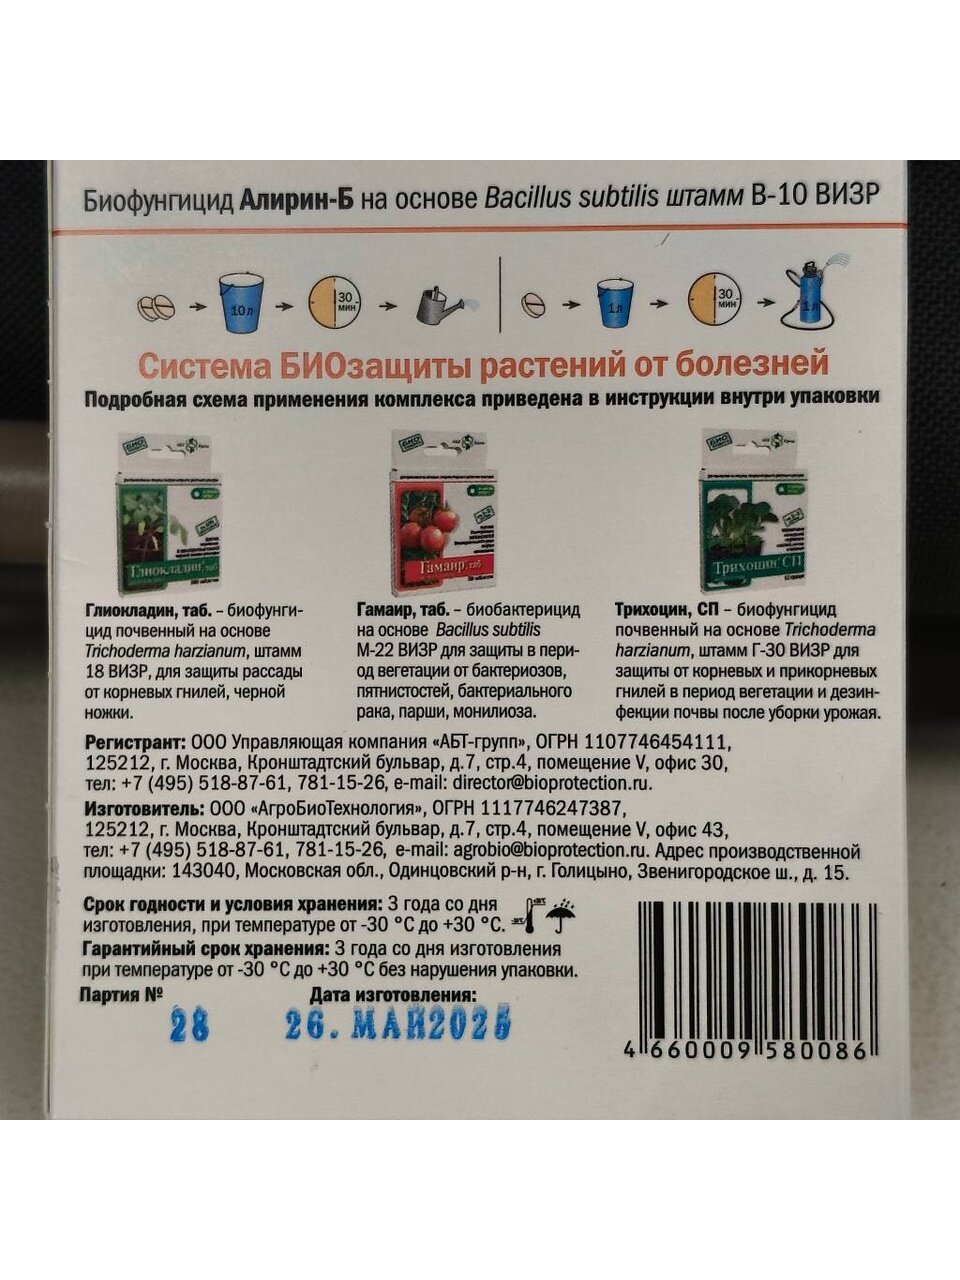 Биофунгицид Алирин-Б на основе Bacillus subtilis штамм В-10 ВИЗР
10 л
30 мин
1 л
30 мин
1 л
Система БИОзащиты растений от болезней
Подробная схема применения комплекса приведена в инструкции внутри упаковки
БИО
БИО
БИО
Глиокладин, таб
Гамаир, таб
Трихоцин, СП
Глиокладин, таб. – биофунги-
цид почвенный на основе
Trichoderma harzianum, штамм
18 ВИЗР, для защиты рассады
от корневых гнилей, черной
ножки.
Гамаир, таб. – биобактерицид
на основе Bacillus subtilis
М-22 ВИЗР для защиты в пери-
од вегетации от бактериозов,
пятнистостей, бактериального
рака, парши, монилиоза.
Трихоцин, СП – биофунгицид
почвенный на основе Trichoderma
harzianum, штамм Г-30 ВИЗР для
защиты от корневых и прикорневых
гнилей в период вегетации и дезин-
фекции почвы после уборки урожая.
Регистрант: ООО Управляющая компания «АБТ-групп», ОГРН 1107746454111,
125212, г. Москва, Кронштадтский бульвар, д.7, стр.4, помещение V, офис 30,
тел: +7 (495) 518-87-61, 781-15-26, e-mail: director@bioprotection.ru.
Изготовитель: ООО «АгроБиоТехнология», ОГРН 1117746247387,
125212, г. Москва, Кронштадтский бульвар, д.7, стр.4, помещение V, офис 43,
тел: +7 (495) 518-87-61, 781-15-26, e-mail: agrobio@bioprotection.ru. Адрес производственной
площадки: 143040, Московская обл., Одинцовский р-н, г. Голицыно, Звенигородское ш., д. 15.
Срок годности и условия хранения: 3 года со дня
изготовления, при температуре от -30 °С до +30 °С.
Гарантийный срок хранения: 3 года со дня изготовления
при температуре от -30 °С до +30 °С без нарушения упаковки.
Партия № Дата изготовления:
28 26. МАЙ2025
4 660009 580086